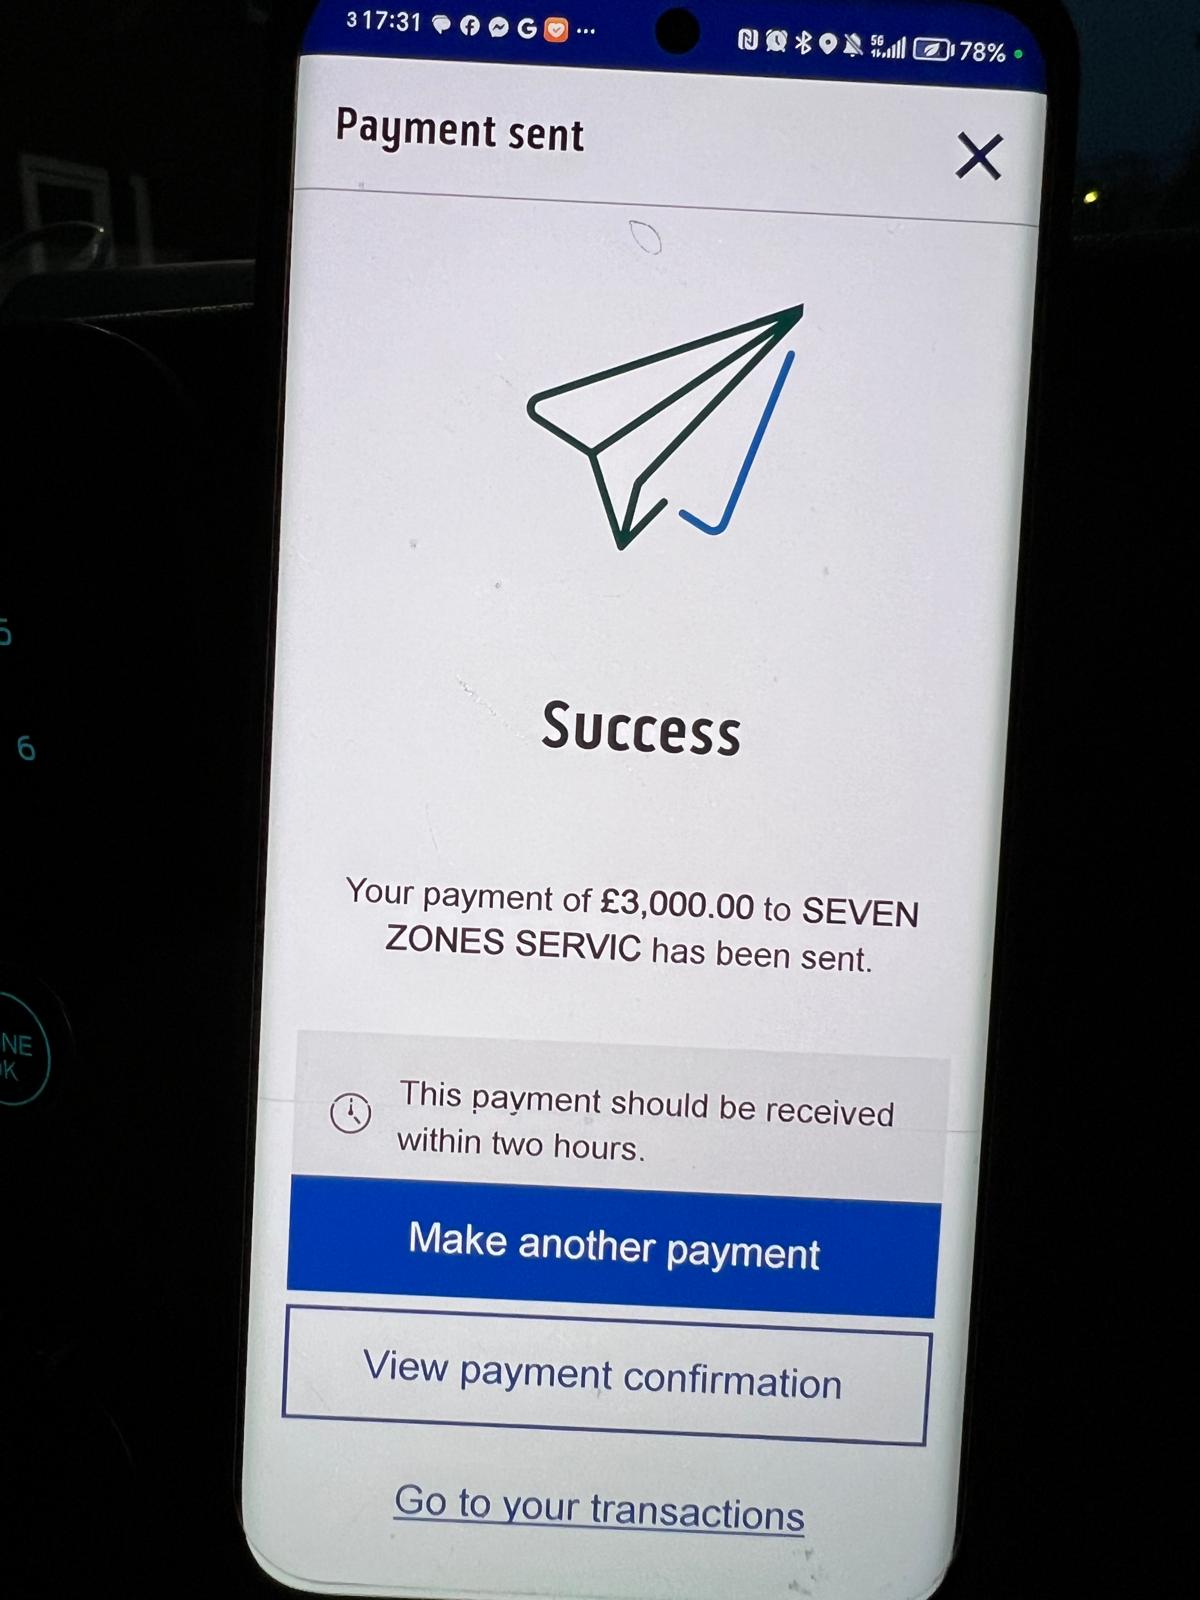 3 17:31 G ... 5G 78%
Payment sent
Success
Your payment of £3,000.00 to SEVEN
ZONES SERVIC has been sent.
This payment should be received
within two hours.
Make another payment
View payment confirmation
Go to your transactions
5
6
NE